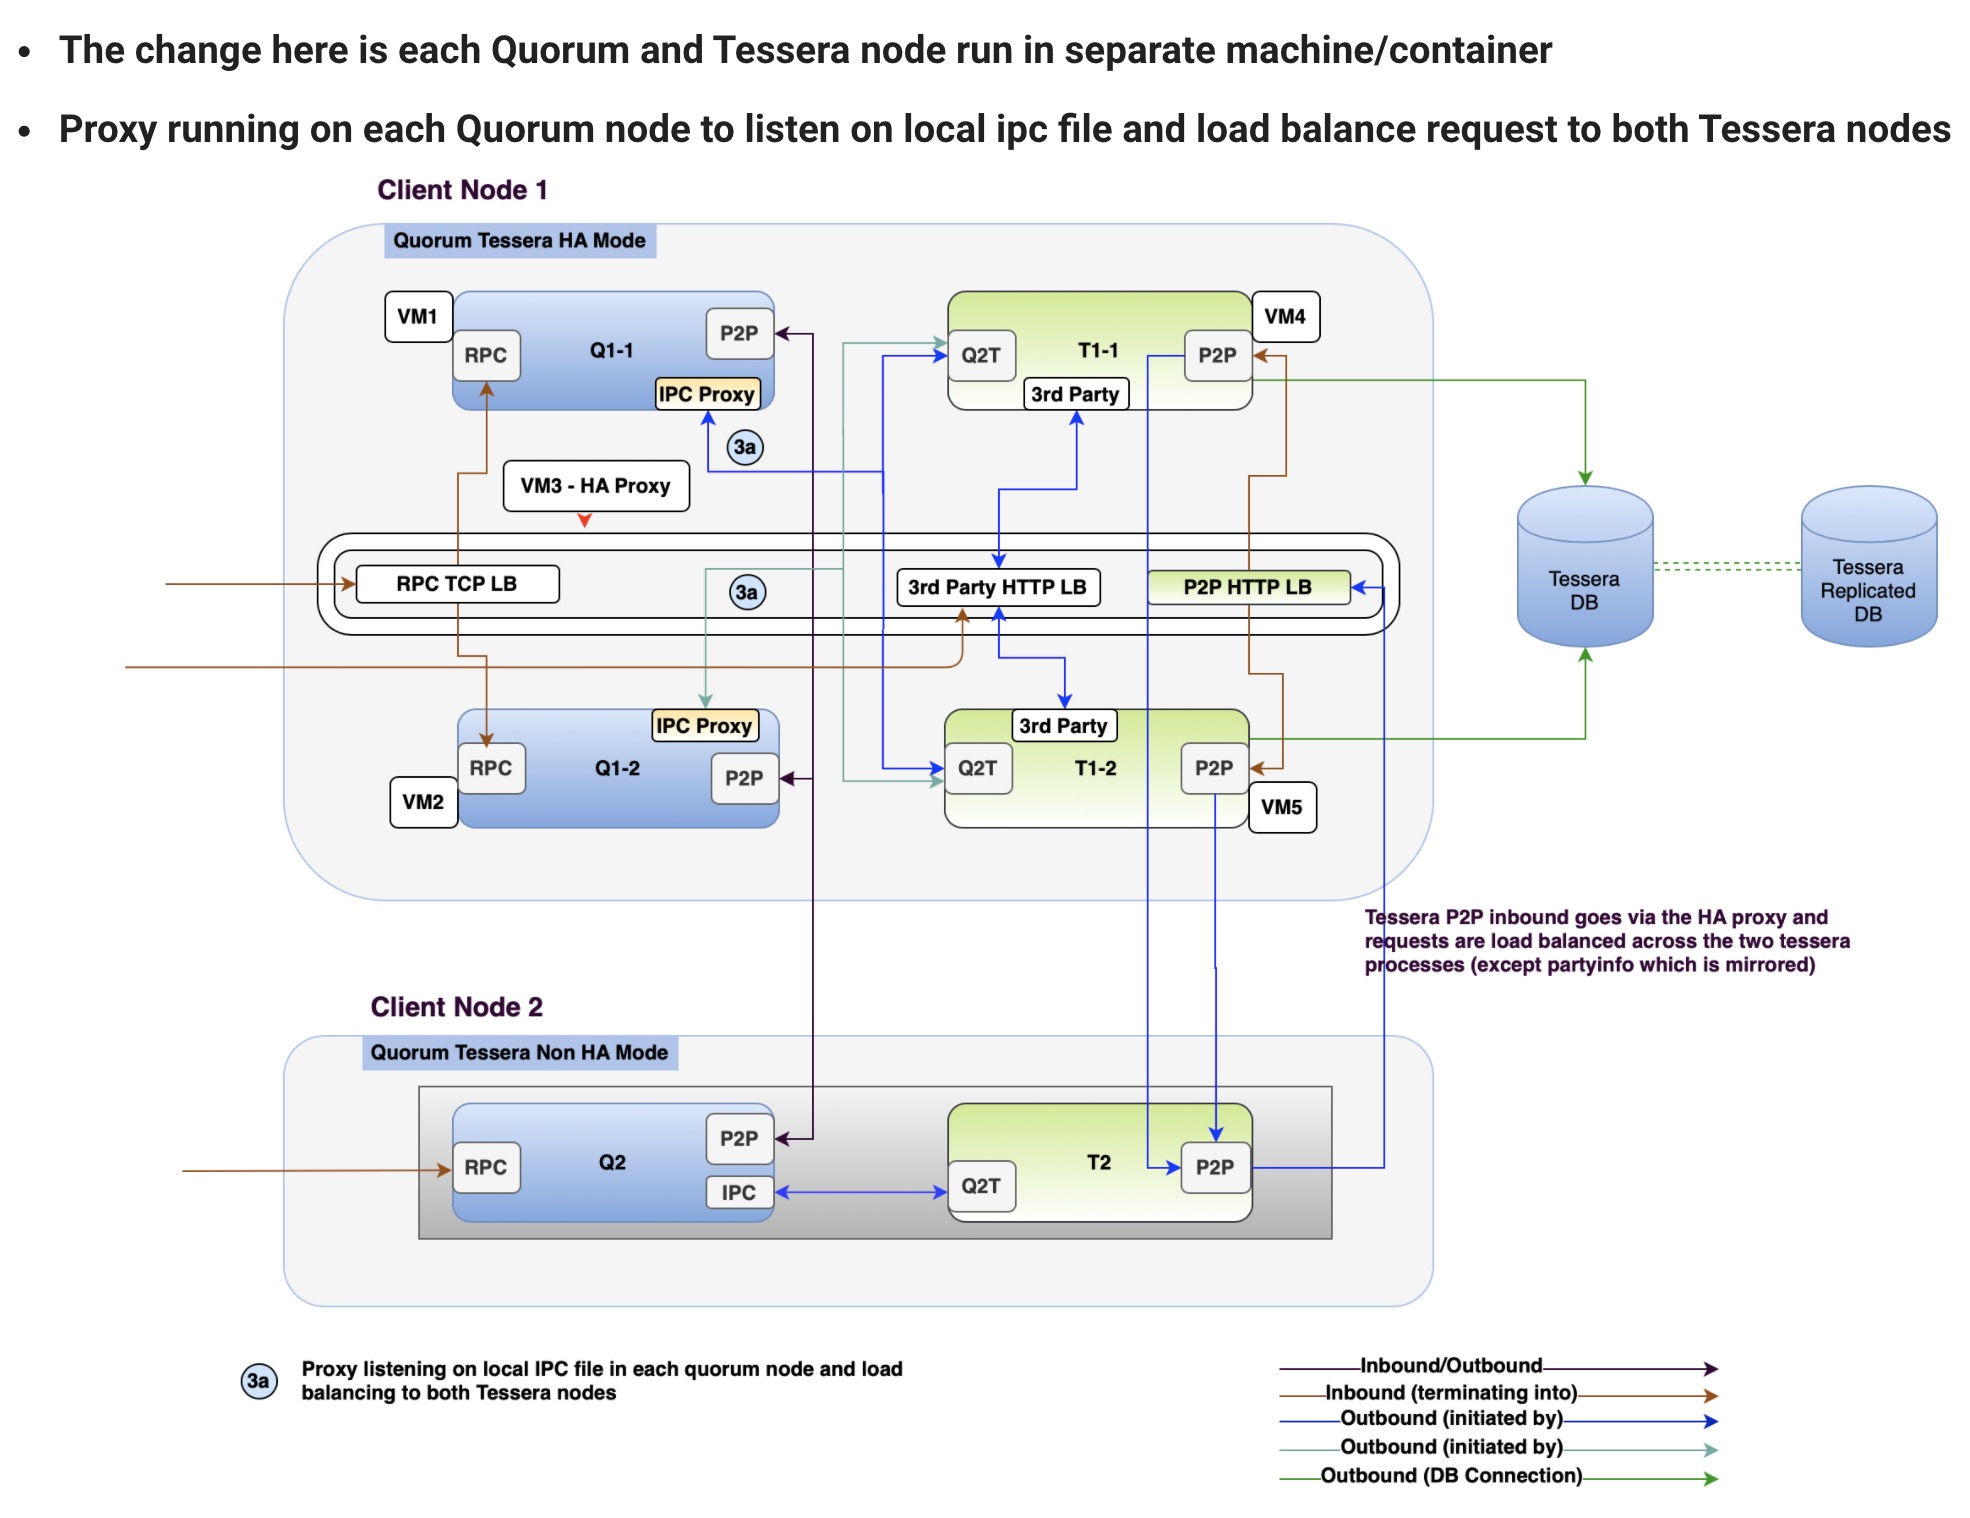 • The change here is each Quorum and Tessera node run in separate machine/container
• Proxy running on each Quorum node to listen on local ipc file and load balance request to both Tessera nodes
Client Node 1
Quorum Tessera HA Mode
VM1
RPC
Q1-1
P2P
IPC Proxy
3a
VM4
Q2T
T1-1
P2P
3rd Party
VM3 - HA Proxy
RPC TCP LB
3a
3rd Party HTTP LB
P2P HTTP LB
Tessera
DB
Tessera
Replicated
DB
IPC Proxy
RPC
Q1-2
P2P
VM2
3rd Party
Q2T
T1-2
P2P
VM5
Tessera P2P inbound goes via the HA proxy and
requests are load balanced across the two tessera
processes (except partyinfo which is mirrored)
Client Node 2
Quorum Tessera Non HA Mode
RPC
Q2
P2P
IPC
Q2T
T2
P2P
3a
Proxy listening on local IPC file in each quorum node and load
balancing to both Tessera nodes
Inbound/Outbound
Inbound (terminating into)
Outbound (initiated by)
Outbound (initiated by)
Outbound (DB Connection)